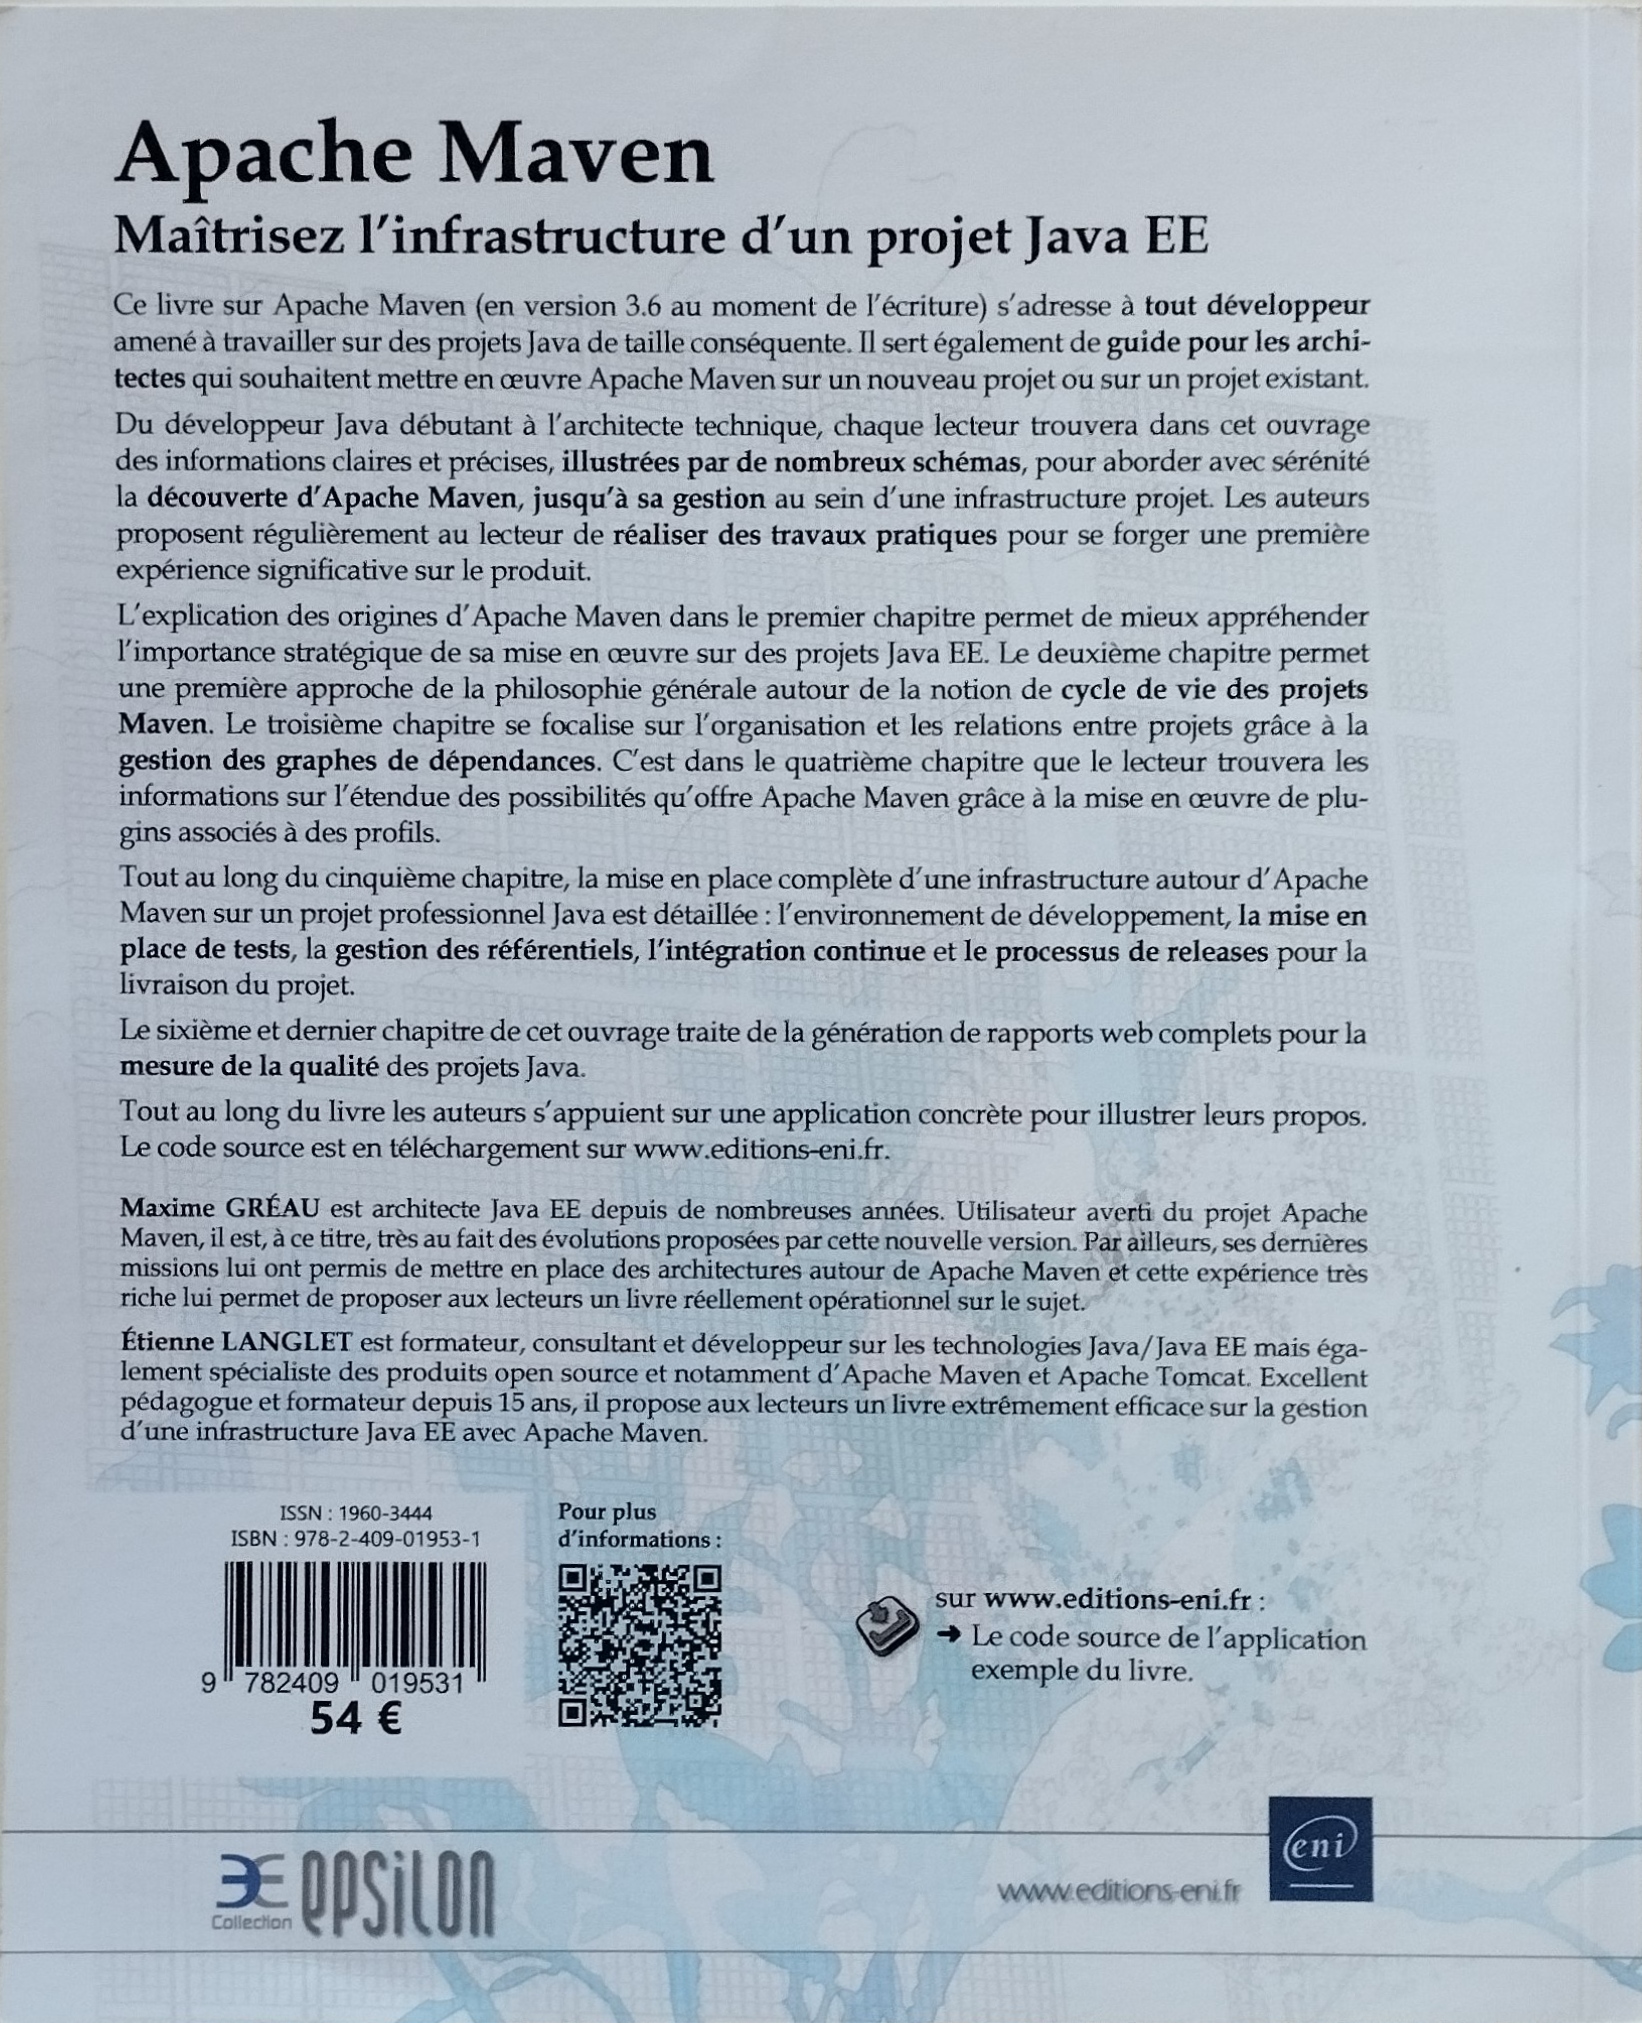 Apache Maven
Maîtrisez l'infrastructure d'un projet Java EE
Ce livre sur Apache Maven (en version 3.6 au moment de l'écriture) s'adresse à tout développeur
amené à travailler sur des projets Java de taille conséquente. Il sert également de guide pour les archi-
tectes qui souhaitent mettre en œuvre Apache Maven sur un nouveau projet ou sur un projet existant.
Du développeur Java débutant à l'architecte technique, chaque lecteur trouvera dans cet ouvrage
des informations claires et précises, illustrées par de nombreux schémas, pour aborder avec sérénité
la découverte d'Apache Maven, jusqu'à sa gestion au sein d'une infrastructure projet. Les auteurs
proposent régulièrement au lecteur de réaliser des travaux pratiques pour se forger une première
expérience significative sur le produit.
L'explication des origines d'Apache Maven dans le premier chapitre permet de mieux appréhender
l'importance stratégique de sa mise en œuvre sur des projets Java EE. Le deuxième chapitre permet
une première approche de la philosophie générale autour de la notion de cycle de vie des projets
Maven. Le troisième chapitre se focalise sur l'organisation et les relations entre projets grâce à la
gestion des graphes de dépendances. C'est dans le quatrième chapitre que le lecteur trouvera les
informations sur l'étendue des possibilités qu'offre Apache Maven grâce à la mise en œuvre de plu-
gins associés à des profils.
Tout au long du cinquième chapitre, la mise en place complète d'une infrastructure autour d'Apache
Maven sur un projet professionnel Java est détaillée : l'environnement de développement, la mise en
place de tests, la gestion des référentiels, l'intégration continue et le processus de releases pour la
livraison du projet.
Le sixième et dernier chapitre de cet ouvrage traite de la génération de rapports web complets pour la
mesure de la qualité des projets Java.
Tout au long du livre les auteurs s'appuient sur une application concrète pour illustrer leurs propos.
Le code source est en téléchargement sur www.editions-eni.fr.
Maxime GRÉAU est architecte Java EE depuis de nombreuses années. Utilisateur averti du projet Apache
Maven, il est, à ce titre, très au fait des évolutions proposées par cette nouvelle version. Par ailleurs, ses dernières
missions lui ont permis de mettre en place des architectures autour de Apache Maven et cette expérience très
riche lui permet de proposer aux lecteurs un livre réellement opérationnel sur le sujet.
Étienne LANGLET est formateur, consultant et développeur sur les technologies Java/Java EE mais éga-
lement spécialiste des produits open source et notamment d'Apache Maven et Apache Tomcat. Excellent
pédagogue et formateur depuis 15 ans, il propose aux lecteurs un livre extrêmement efficace sur la gestion
d'une infrastructure Java EE avec Apache Maven.
ISSN : 1960-3444
ISBN : 978-2-409-01953-1
9 782409 019531
54 €
Pour plus
d'informations :
sur www.editions-eni.fr :
➔ Le code source de l'application
exemple du livre.
Collection epsilon
www.editions-eni.fr
eni